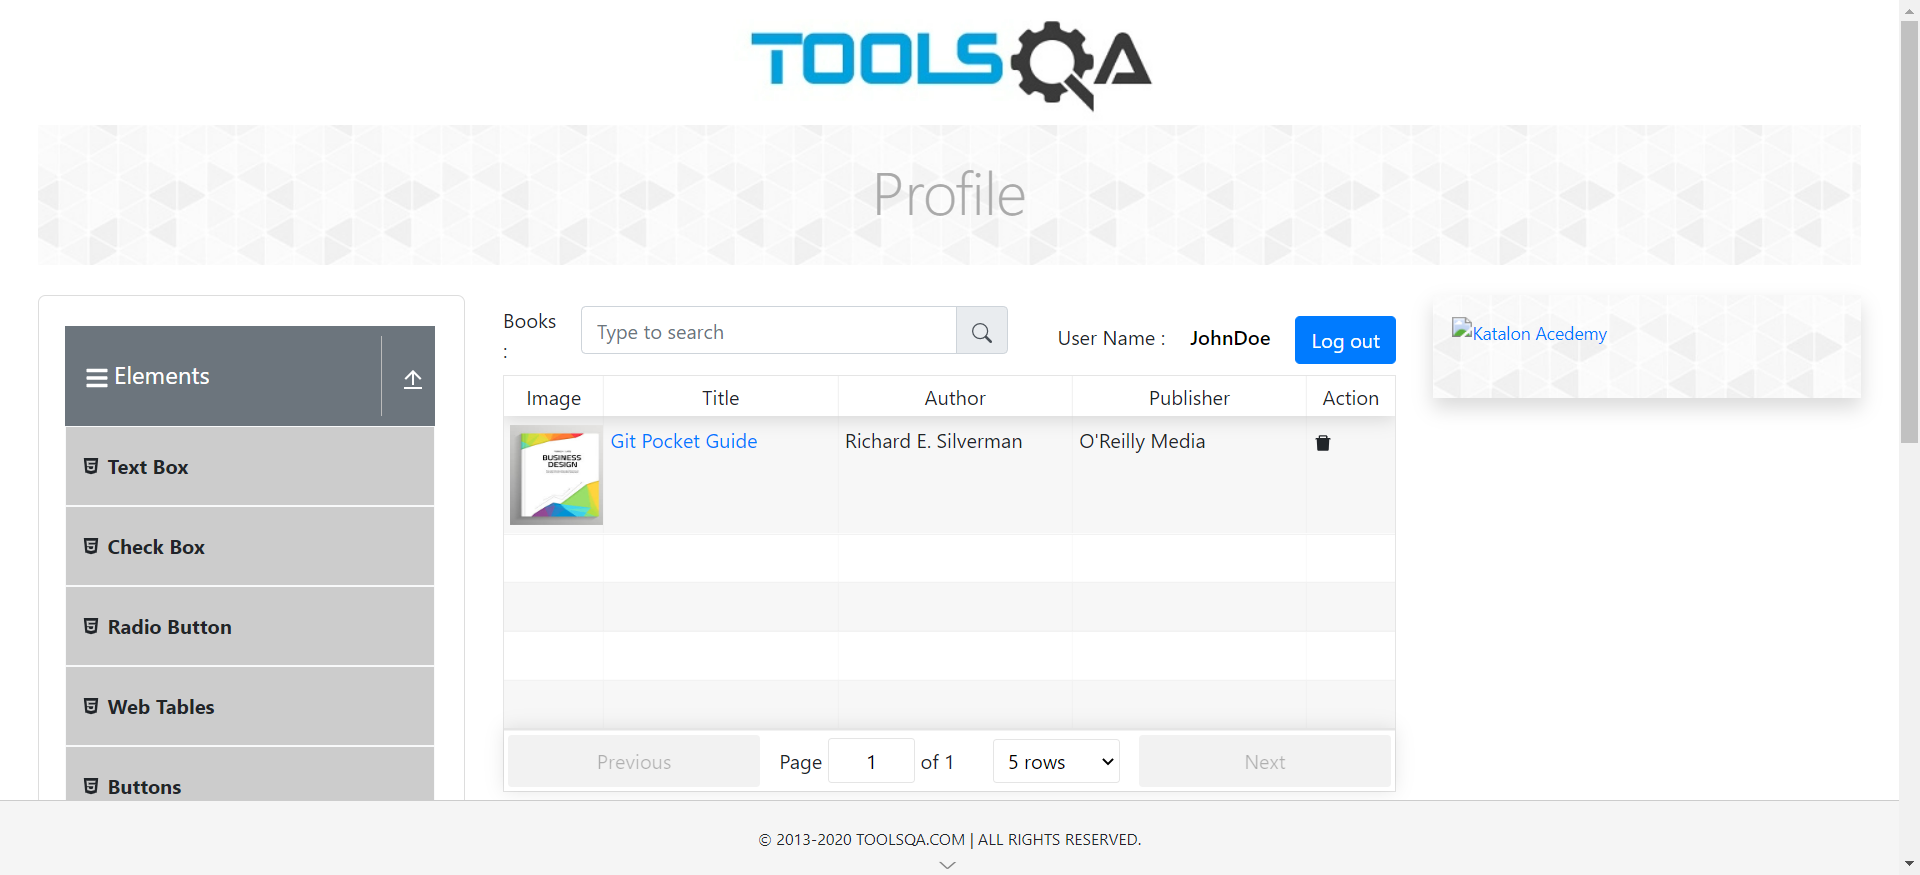 TOOLSQA
Profile
Elements
Text Box
Check Box
Radio Button
Web Tables
Buttons
Books
:
Type to search
User Name : JohnDoe Log out
Image Title Author Publisher Action
BUSINESS
DESIGN
Git Pocket Guide Richard E. Silverman O'Reilly Media
Previous Page 1 of 1 5 rows Next
Katalon Acedemy
© 2013-2020 TOOLSQA.COM | ALL RIGHTS RESERVED.